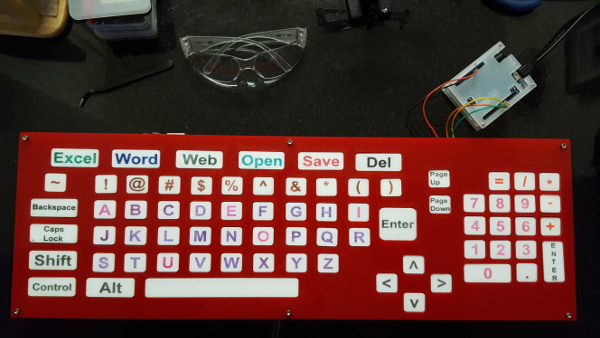 Excel Word Web Open Save Del
~ ! @ # $ % ^ & * ( ) Page Up = / *
Backspace A B C D E F G H I Page Down 7 8 9 -
Caps Lock J K L M N O P Q R Enter 4 5 6 +
Shift S T U V W X Y Z ^ 1 2 3 ENTER
Control Alt < > 0 .
v